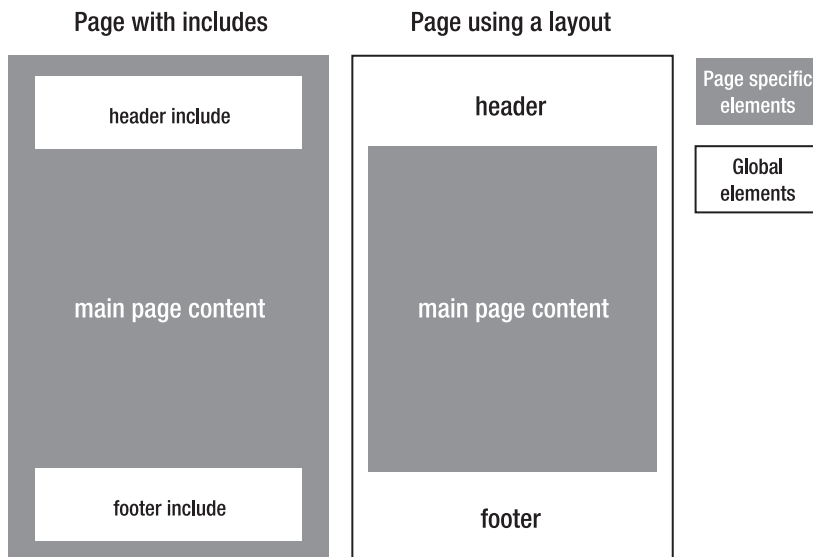 Page with includes
header include
main page content
footer include
Page using a layout
header
main page content
footer
Page specific
elements
Global
elements